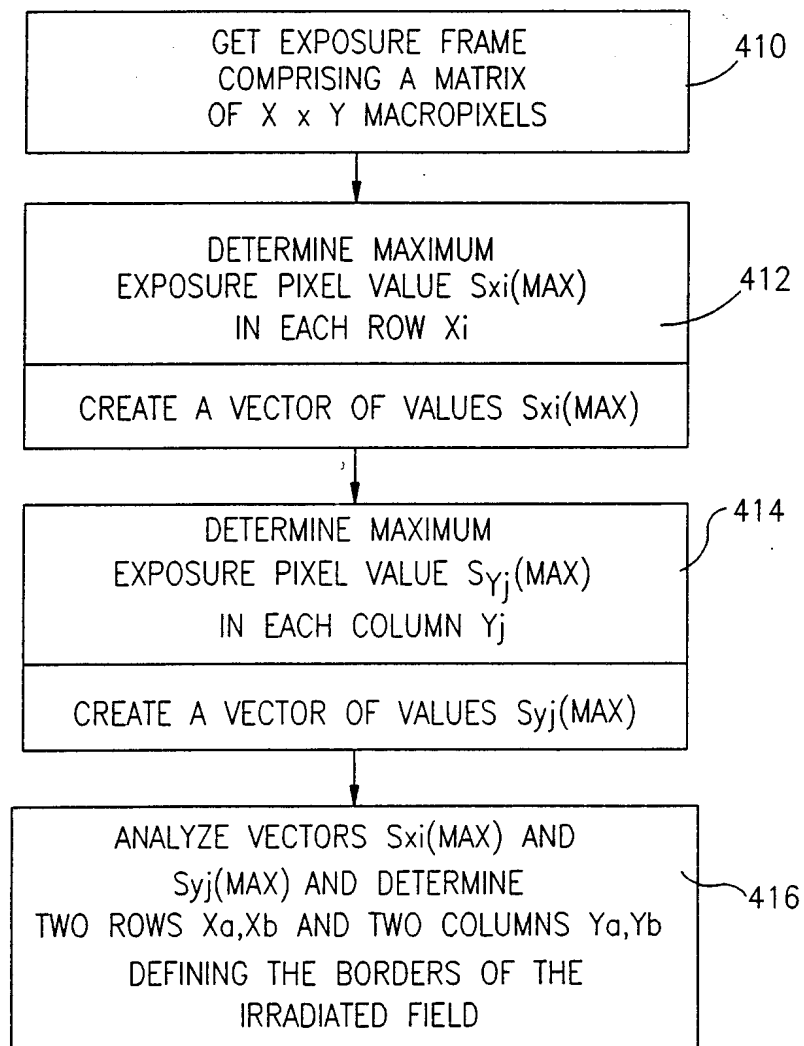 GET EXPOSURE FRAME
COMPRISING A MATRIX
OF X x Y MACROPIXELS
410
DETERMINE MAXIMUM
EXPOSURE PIXEL VALUE Sxi(MAX)
IN EACH ROW Xi
412
CREATE A VECTOR OF VALUES Sxi(MAX)
DETERMINE MAXIMUM
EXPOSURE PIXEL VALUE SYj(MAX)
IN EACH COLUMN Yj
414
CREATE A VECTOR OF VALUES Syj(MAX)
ANALYZE VECTORS Sxi(MAX) AND
Syj(MAX) AND DETERMINE
TWO ROWS Xa,Xb AND TWO COLUMNS Ya,Yb
DEFINING THE BORDERS OF THE
IRRADIATED FIELD
416